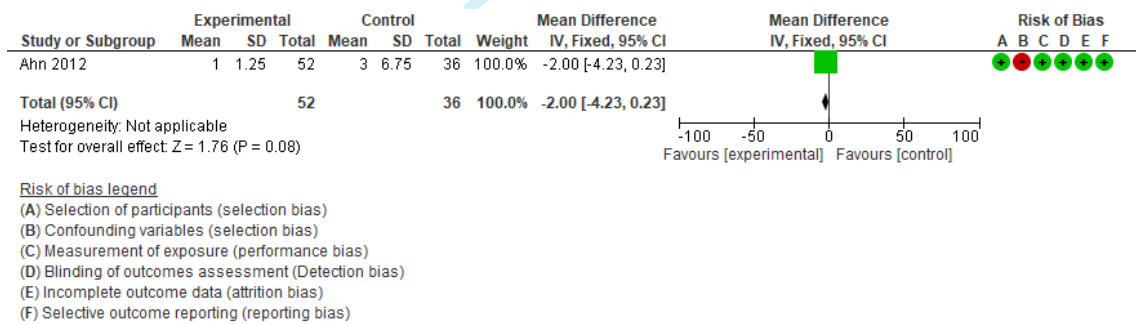 Experimental Control Mean Difference Mean Difference Risk of Bias
Study or Subgroup Mean SD Total Mean SD Total Weight IV, Fixed, 95% CI IV, Fixed, 95% CI A B C D E F
Ahn 2012 1 1.25 52 3 6.75 36 100.0% -2.00 [-4.23, 0.23] + - + + + +
Total (95% CI) 52 36 100.0% -2.00 [-4.23, 0.23]
Heterogeneity: Not applicable
Test for overall effect: Z = 1.76 (P = 0.08)
-100 -50 0 50 100
Favours [experimental] Favours [control]
Risk of bias legend
(A) Selection of participants (selection bias)
(B) Confounding variables (selection bias)
(C) Measurement of exposure (performance bias)
(D) Blinding of outcomes assessment (Detection bias)
(E) Incomplete outcome data (attrition bias)
(F) Selective outcome reporting (reporting bias)